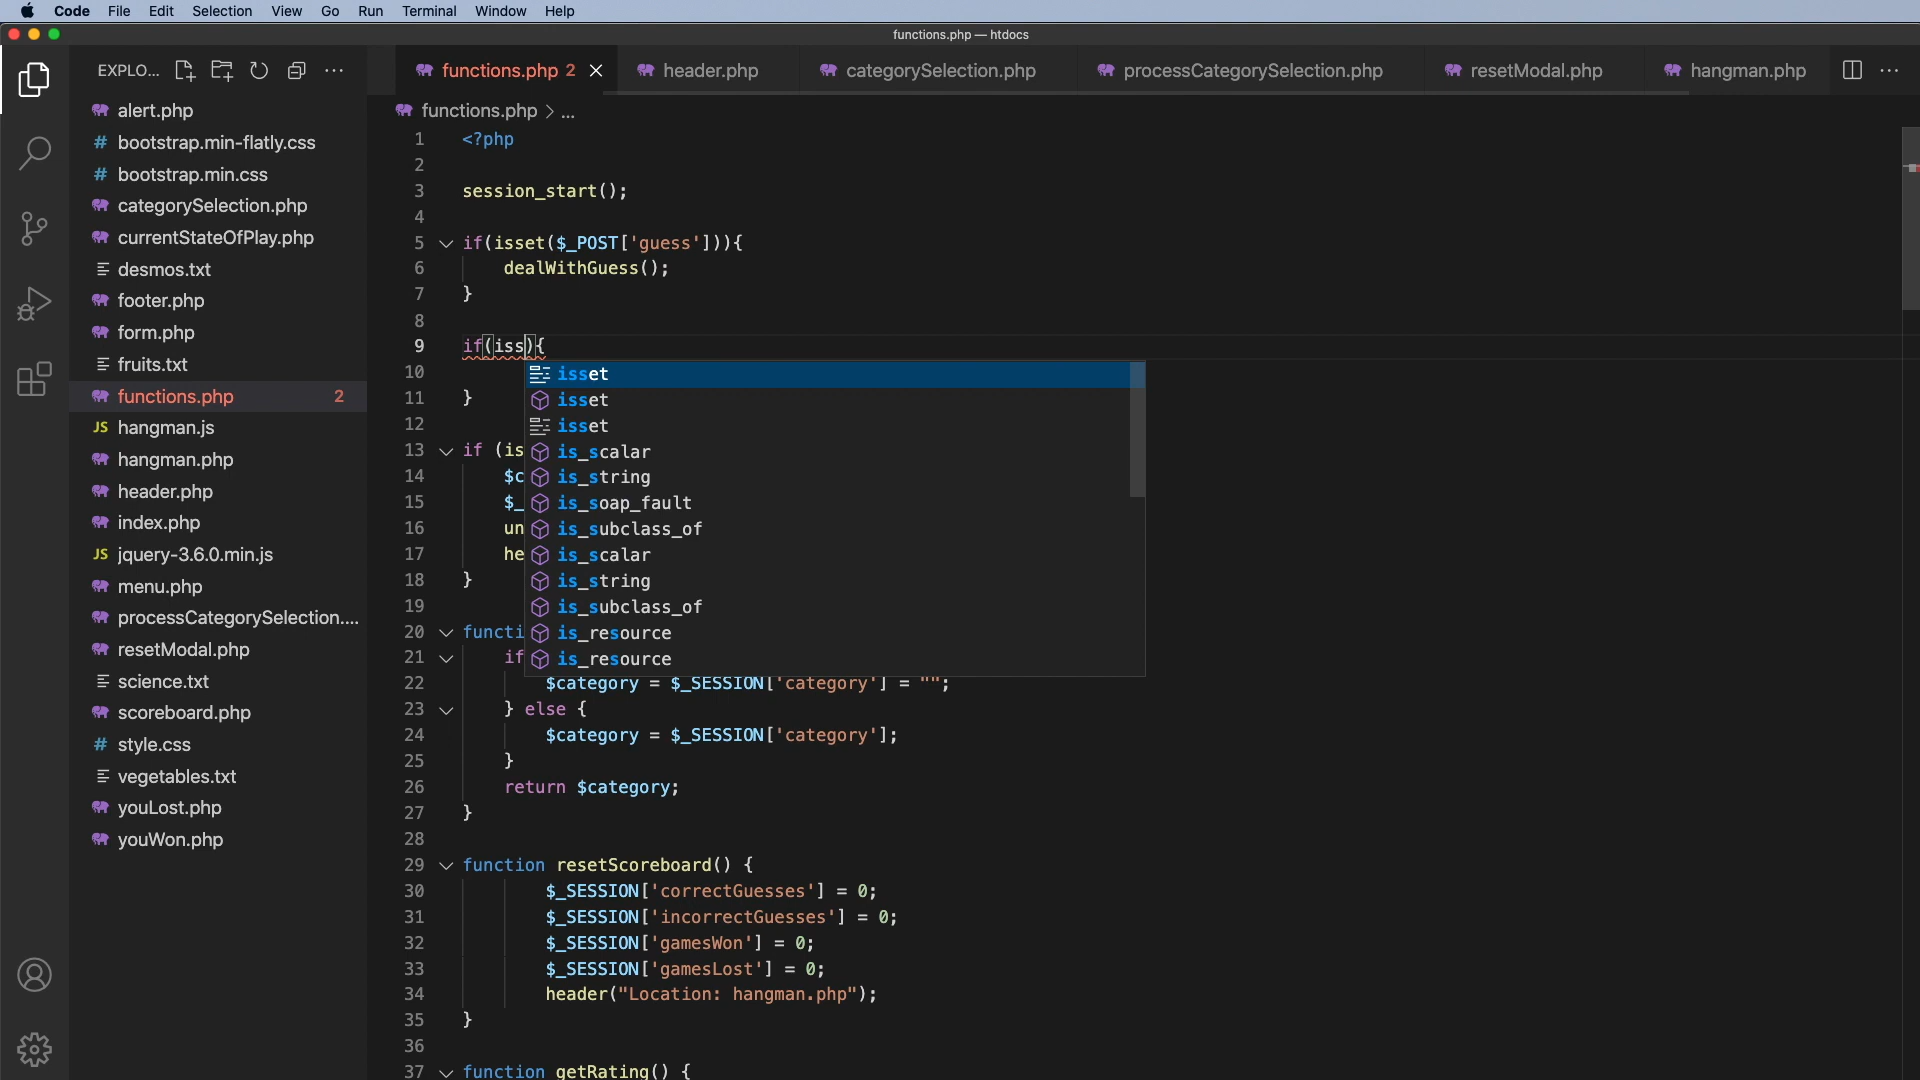 Code File Edit Selection View Go Run Terminal Window Help
functions.php — htdocs
EXPLO...
functions.php 2 header.php categorySelection.php processCategorySelection.php resetModal.php hangman.php
functions.php > ...
alert.php
bootstrap.min-flatly.css
bootstrap.min.css
categorySelection.php
currentStateOfPlay.php
desmos.txt
footer.php
form.php
fruits.txt
functions.php 2
JS hangman.js
hangman.php
header.php
index.php
JS jquery-3.6.0.min.js
menu.php
processCategorySelection....
resetModal.php
science.txt
scoreboard.php
style.css
vegetables.txt
youLost.php
youWon.php
1 <?php
2
3 session_start();
4
5 if(isset($_POST['guess'])){
6 dealWithGuess();
7 }
8
9 if(iss){
10
11 }
12
13 if (is
14 $c
15 $_
16 un
17 he
18 }
19
20 functi
21 if
22 $category = $_SESSION['category'] = "";
23 } else {
24 $category = $_SESSION['category'];
25 }
26 return $category;
27 }
28
29 function resetScoreboard() {
30 $_SESSION['correctGuesses'] = 0;
31 $_SESSION['incorrectGuesses'] = 0;
32 $_SESSION['gamesWon'] = 0;
33 $_SESSION['gamesLost'] = 0;
34 header("Location: hangman.php");
35 }
36
37 function getRating() {
isset
isset
isset
is_scalar
is_string
is_soap_fault
is_subclass_of
is_scalar
is_string
is_subclass_of
is_resource
is_resource